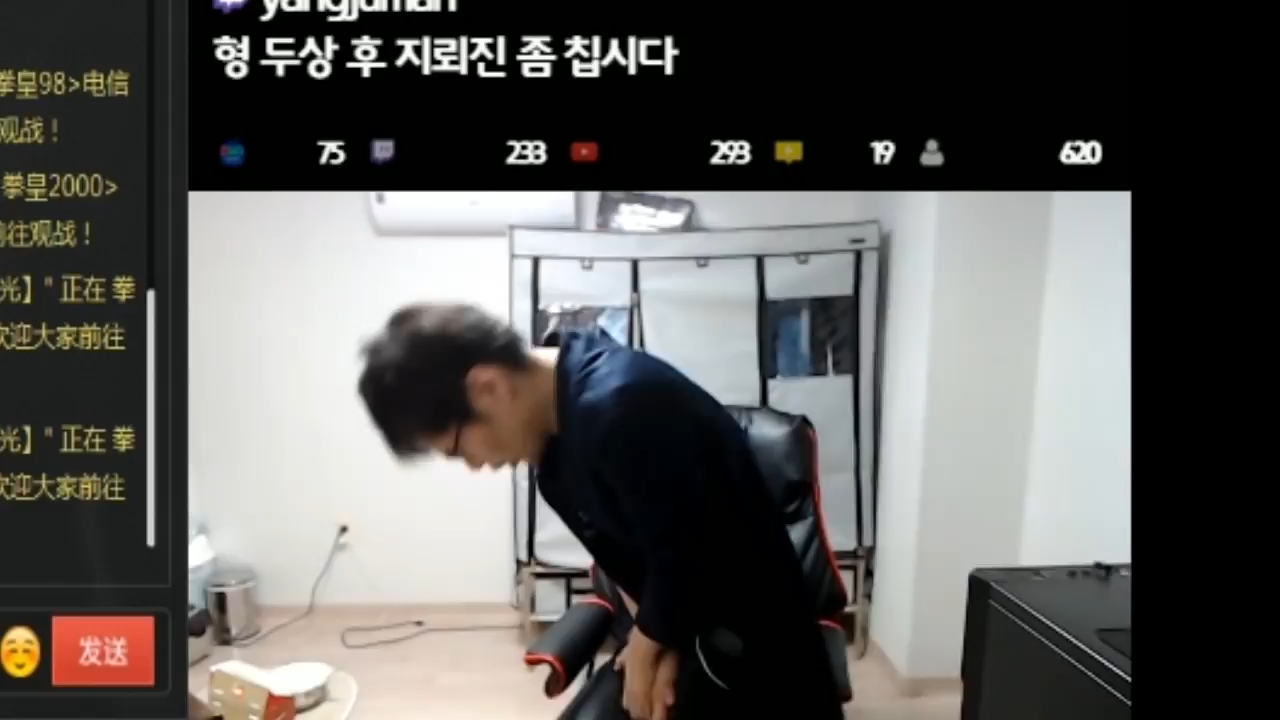 yangjuman
형 두상 후 지뢰진 좀 칩시다
75 233 293 19 620
拳皇98>电信
观战！
拳皇2000>
往观战！
光】" 正在 拳
欢迎大家前往
光】" 正在 拳
欢迎大家前往
发送